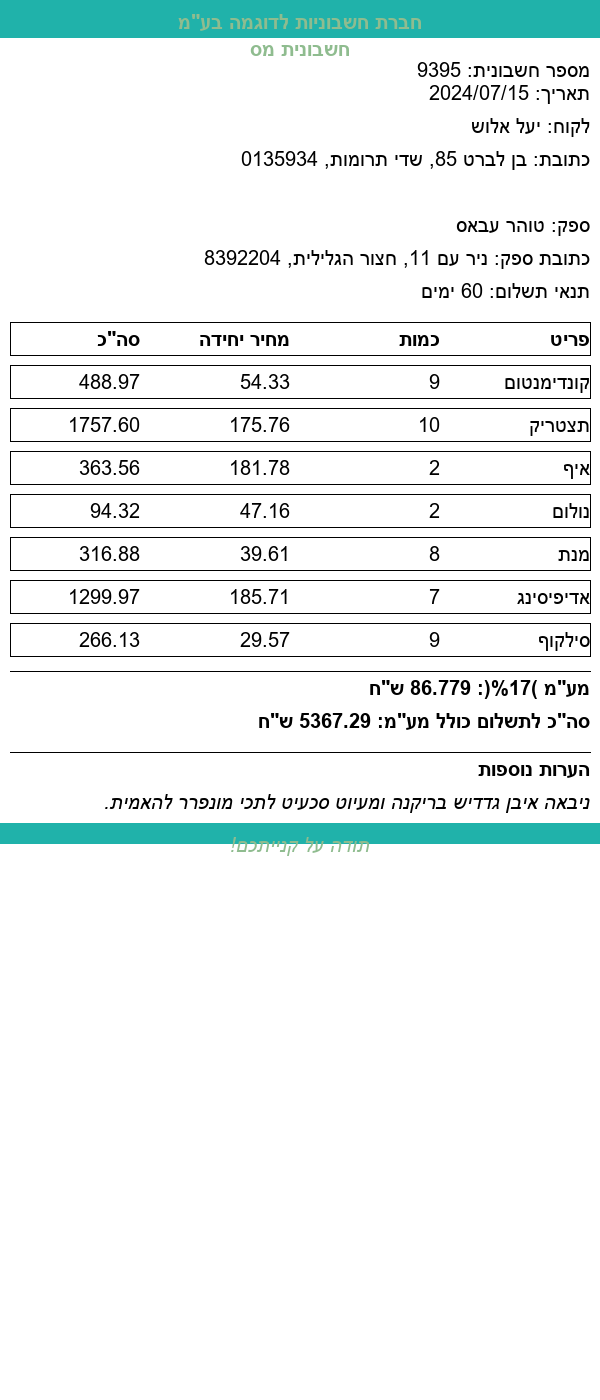 חברת חשבוניות לדוגמה בע"מ
חשבונית מס
מספר חשבונית: 9395
תאריך: 2024/07/15
לקוח: יעל אלוש
כתובת: בן לברט 85, שדי תרומות, 0135934
ספק: טוהר עבאס
כתובת ספק: ניר עם 11, חצור הגלילית, 8392204
תנאי תשלום: 60 ימים
פריט כמות מחיר יחידה סה"כ
קונדימנטום 9 54.33 488.97
תצטריק 10 175.76 1757.60
איף 2 181.78 363.56
נולום 2 47.16 94.32
מנת 8 39.61 316.88
אדיפיסינג 7 185.71 1299.97
סילקוף 9 29.57 266.13
מע"מ )17%(: 86.779 ש"ח
סה"כ לתשלום כולל מע"מ: 5367.29 ש"ח
הערות נוספות
ניבאה איבן גדדיש בריקנה ומעיוט סכעיט לתכי מונפרר להאמית.
תודה על קנייתכם!